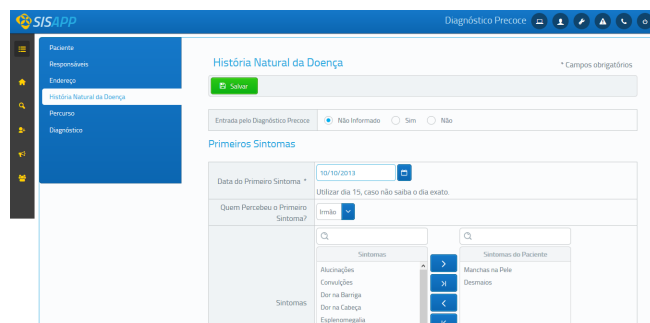 SISAPP
Diagnóstico Precoce
Paciente
Responsáveis
Endereço
História Natural da Doença
Percurso
Diagnóstico
História Natural da Doença
* Campos obrigatórios
Salvar
Entrada pelo Diagnóstico Precoce
Não Informado
Sim
Não
Primeiros Sintomas
Data do Primeiro Sintoma *
10/10/2013
Utilizar dia 15, caso não saiba o dia exato.
Quem Percebeu o Primeiro
Sintoma?
Irmão
Sintomas
Sintomas
Alucinações
Convulções
Dor na Barriga
Dor na Cabeça
Esplenomegalia
Sintomas do Paciente
Manchas na Pele
Desmaios